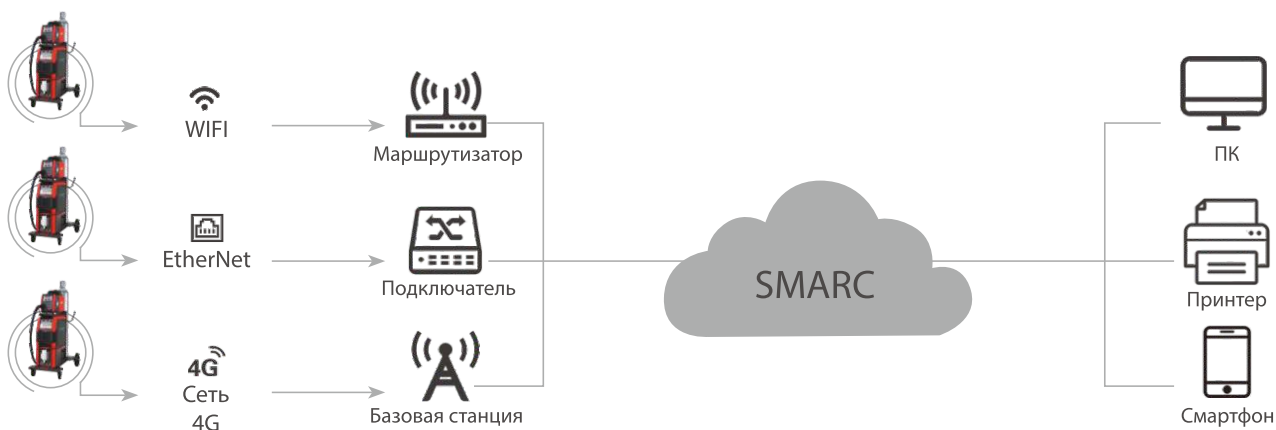 WIFI
Маршрутизатор
EtherNet
Подключатель
4G
Сеть
4G
Базовая станция
SMARC
ПК
Принтер
Смартфон